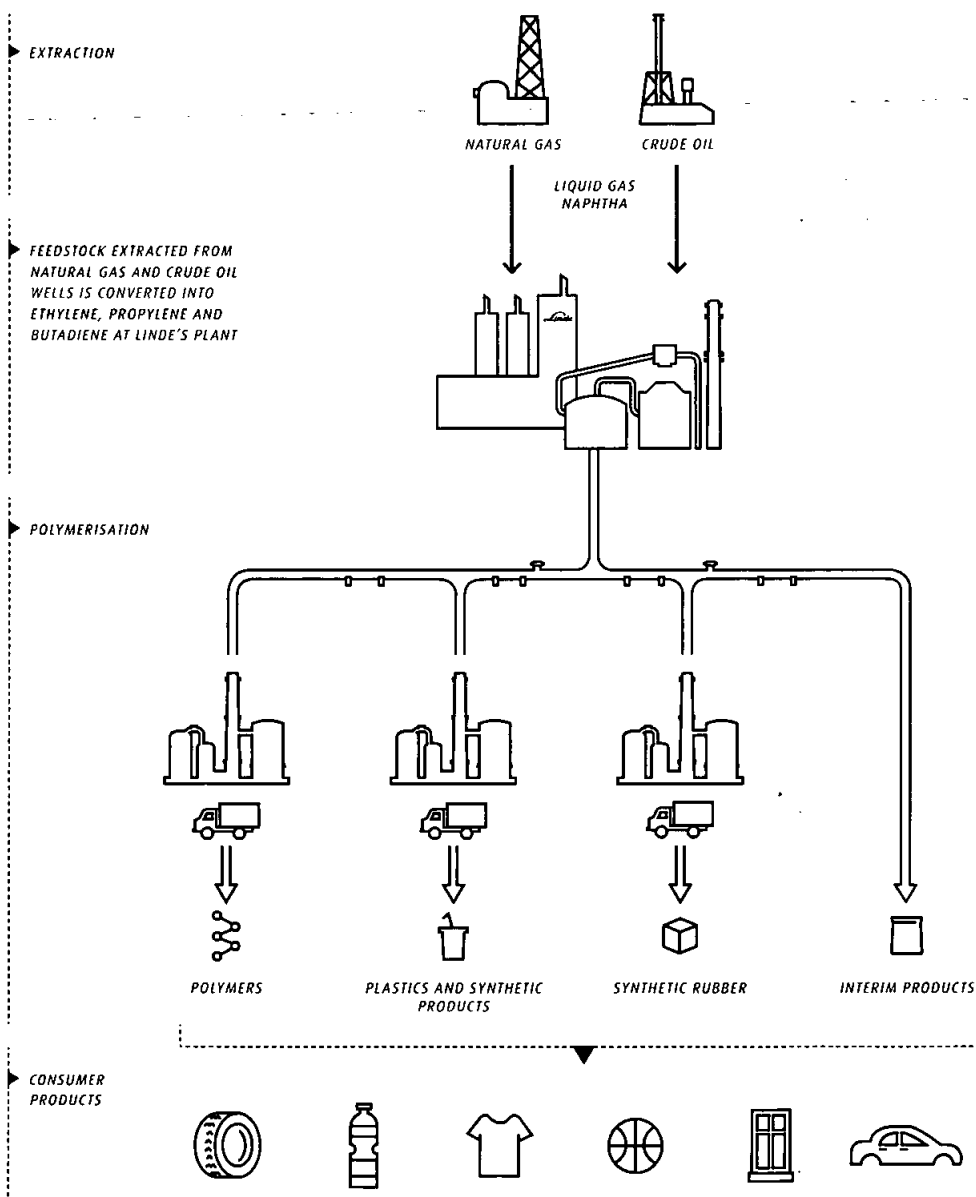 EXTRACTION
NATURAL GAS
CRUDE OIL
LIQUID GAS
NAPHTHA
FEEDSTOCK EXTRACTED FROM
NATURAL GAS AND CRUDE OIL
WELLS IS CONVERTED INTO
ETHYLENE, PROPYLENE AND
BUTADIENE AT LINDE'S PLANT
Linde
POLYMERISATION
POLYMERS
PLASTICS AND SYNTHETIC
PRODUCTS
SYNTHETIC RUBBER
INTERIM PRODUCTS
CONSUMER
PRODUCTS